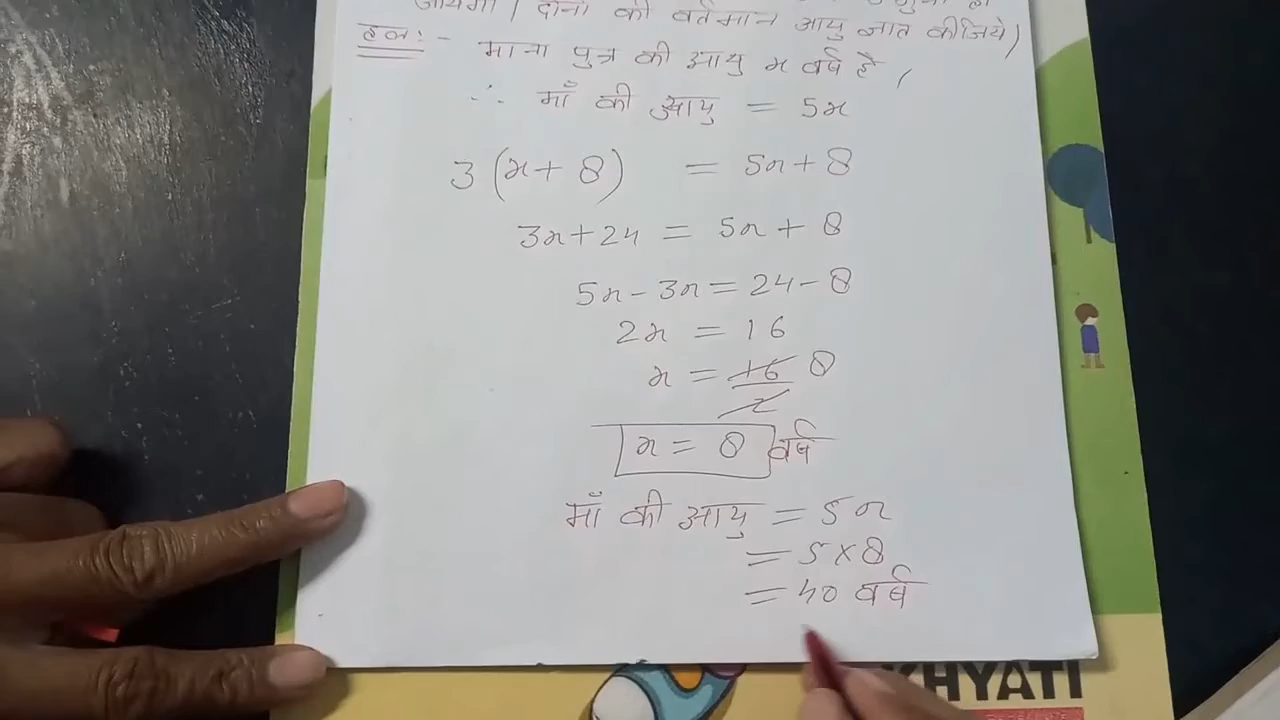 जायेगी। दोनो की वर्तमान आयु ज्ञात कीजिये)
हल:- माना पुत्र की आयु x वर्ष है,
∴ माँ की आयु = 5x
3(x+8) = 5x+8
3x+24 = 5x+8
5x-3x=24-8
2x = 16
x = 16/2 8
x = 8 वर्ष
माँ की आयु = 5x
= 5×8
= 40 वर्ष
KHYATI